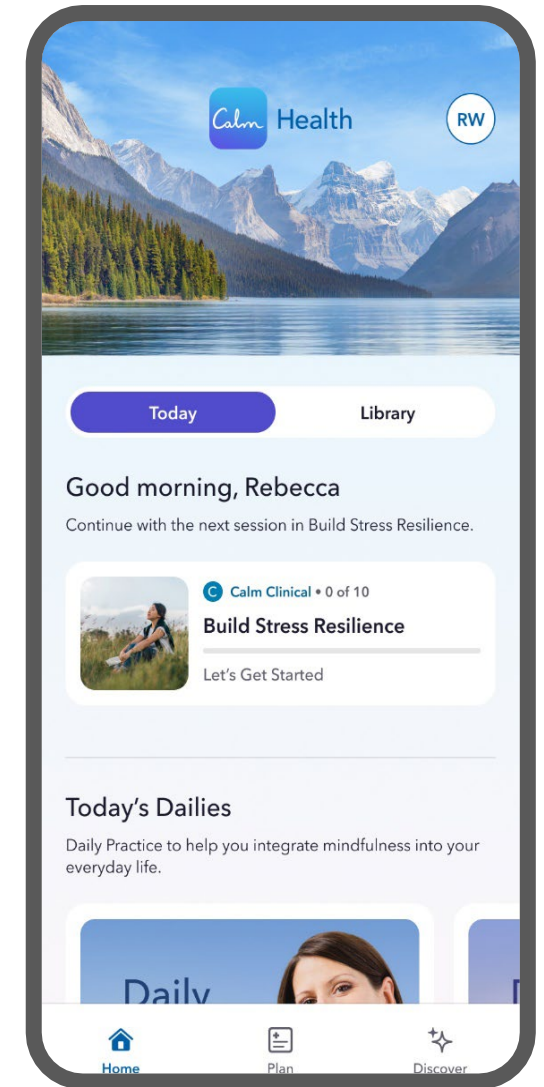 Calm Health
RW
Today
Library
Good morning, Rebecca
Continue with the next session in Build Stress Resilience.
C Calm Clinical • 0 of 10
Build Stress Resilience
Let's Get Started
Today's Dailies
Daily Practice to help you integrate mindfulness into your
everyday life.
Daily
Home
Plan
Discover